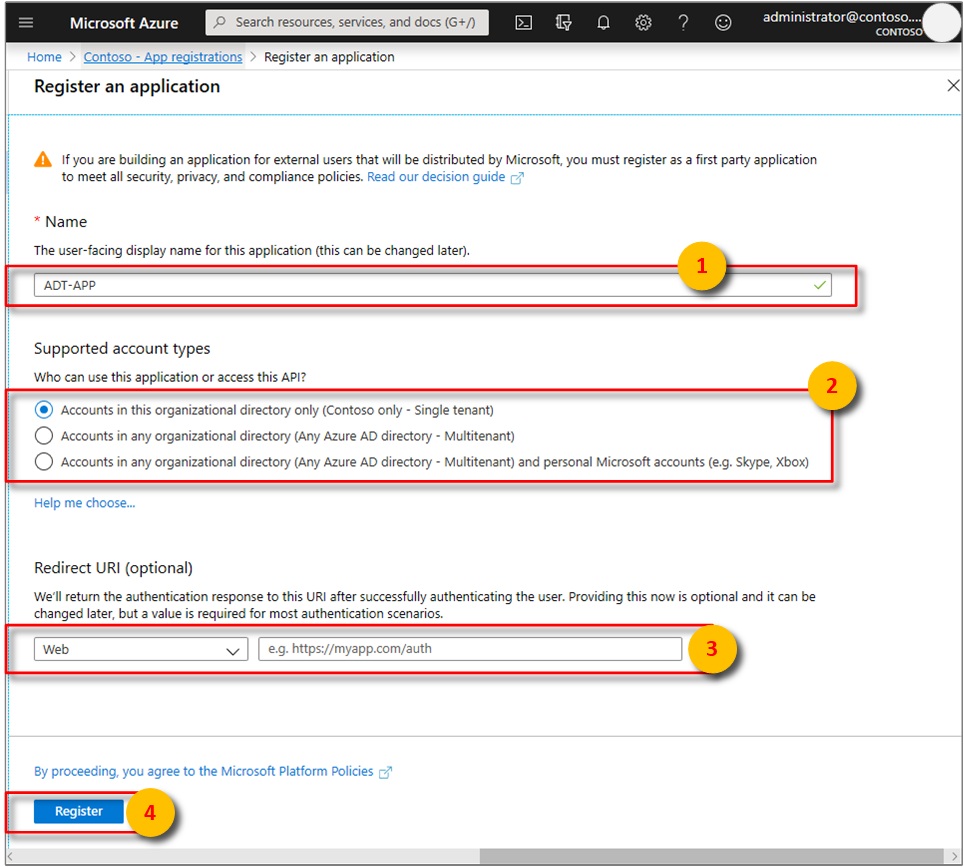 Microsoft Azure
Search resources, services, and docs (G+/)
administrator@contoso....
CONTOSO
Home > Contoso - App registrations > Register an application
Register an application
If you are building an application for external users that will be distributed by Microsoft, you must register as a first party application
to meet all security, privacy, and compliance policies. Read our decision guide
* Name
The user-facing display name for this application (this can be changed later).
1
ADT-APP
Supported account types
Who can use this application or access this API?
2
Accounts in this organizational directory only (Contoso only - Single tenant)
Accounts in any organizational directory (Any Azure AD directory - Multitenant)
Accounts in any organizational directory (Any Azure AD directory - Multitenant) and personal Microsoft accounts (e.g. Skype, Xbox)
Help me choose...
Redirect URI (optional)
We'll return the authentication response to this URI after successfully authenticating the user. Providing this now is optional and it can be
changed later, but a value is required for most authentication scenarios.
Web
e.g. https://myapp.com/auth
3
By proceeding, you agree to the Microsoft Platform Policies
Register
4